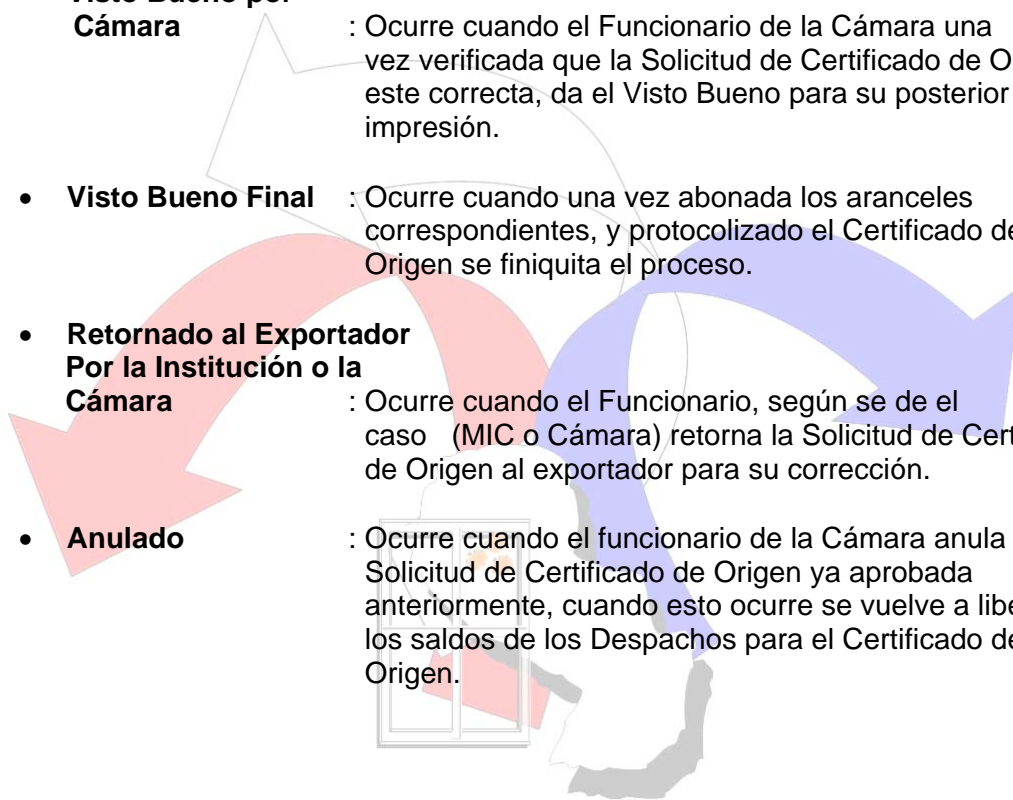 Cámara : Ocurre cuando el Funcionario de la Cámara una
vez verificada que la Solicitud de Certificado de O
este correcta, da el Visto Bueno para su posterior
impresión.
• Visto Bueno Final : Ocurre cuando una vez abonada los aranceles
correspondientes, y protocolizado el Certificado de
Origen se finiquita el proceso.
• Retornado al Exportador
Por la Institución o la
Cámara : Ocurre cuando el Funcionario, según se de el
caso (MIC o Cámara) retorna la Solicitud de Cert
de Origen al exportador para su corrección.
• Anulado : Ocurre cuando el funcionario de la Cámara anula
Solicitud de Certificado de Origen ya aprobada
anteriormente, cuando esto ocurre se vuelve a libe
los saldos de los Despachos para el Certificado de
Origen.